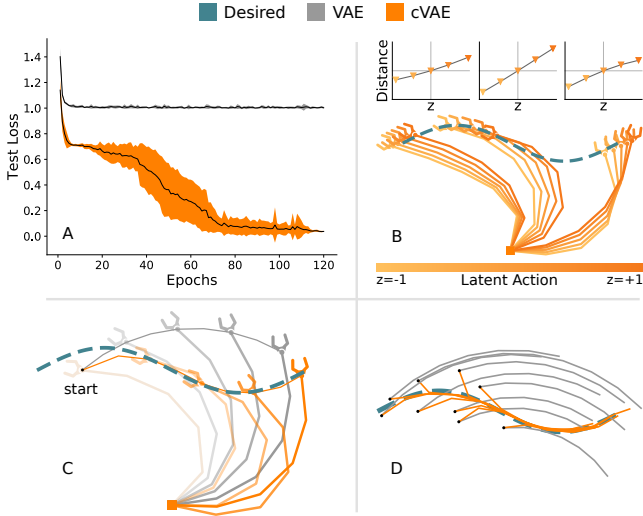 Desired VAE cVAE
1.4
1.2
1.0
0.8
0.6
0.4
0.2
0.0
Test Loss
0 20 40 60 80 100 120
Epochs
A
Distance
z z z
B
z=-1 Latent Action z=+1
start
C
D